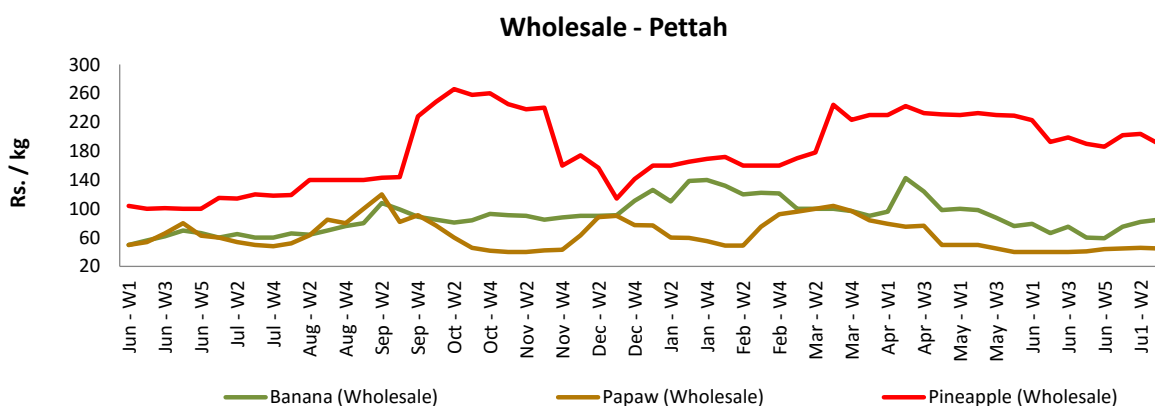 Wholesale - Pettah
300
260
220
180
140
100
60
20
Rs. / kg
Jun - W1
Jun - W3
Jun - W5
Jul - W2
Jul - W4
Aug - W2
Aug - W4
Sep - W2
Sep - W4
Oct - W2
Oct - W4
Nov - W2
Nov - W4
Dec - W2
Dec - W4
Jan - W2
Jan - W4
Feb - W2
Feb - W4
Mar - W2
Mar - W4
Apr - W1
Apr - W3
May - W1
May - W3
Jun - W1
Jun - W3
Jun - W5
Ju1 - W2
Banana (Wholesale)
Papaw (Wholesale)
Pineapple (Wholesale)